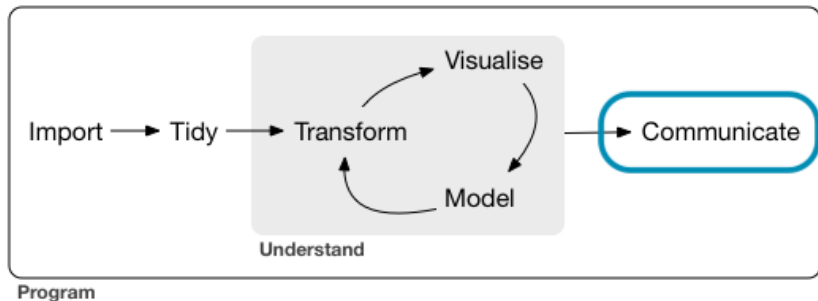 Visualise
Import
Tidy
Transform
Communicate
Model
Understand
Program